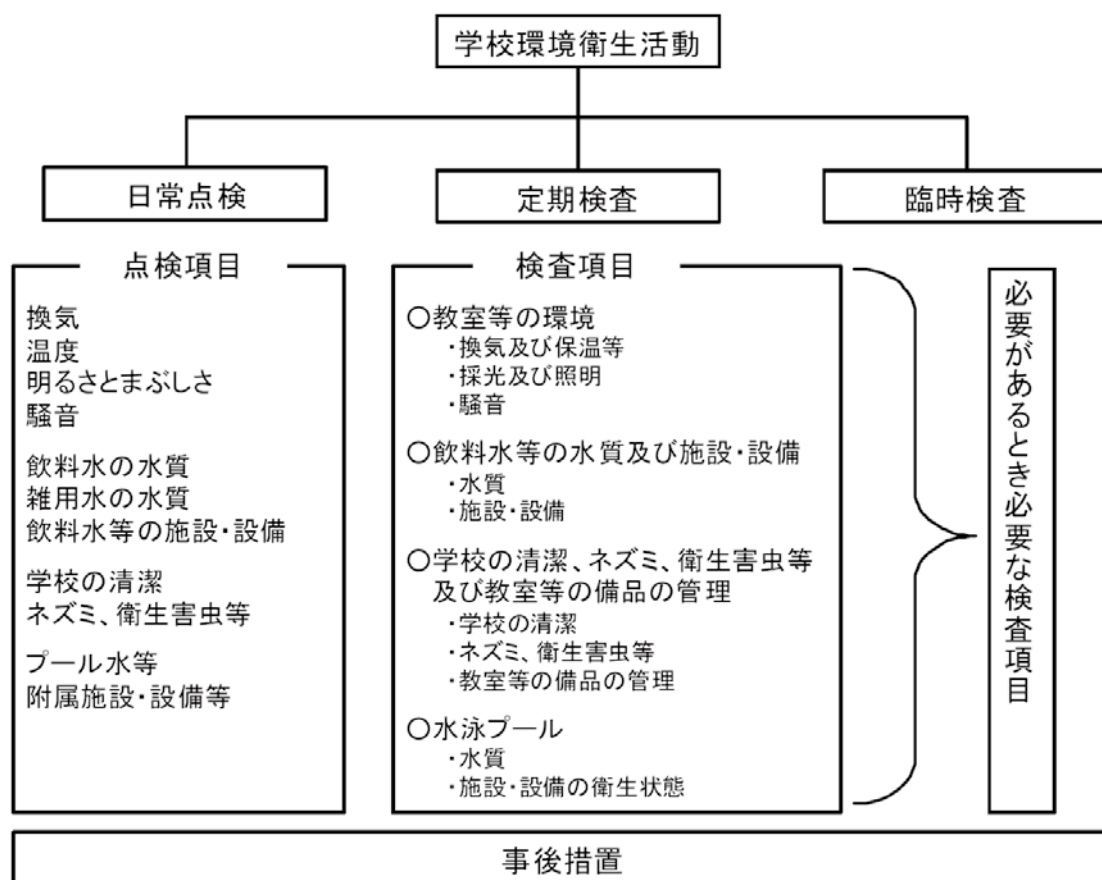 学校環境衛生活動
日常点検
定期検査
臨時検査
点検項目
換気
温度
明るさとまぶしさ
騒音
飲料水の水質
雑用水の水質
飲料水等の施設・設備
学校の清潔
ネズミ、衛生害虫等
プール水等
附属施設・設備等
検査項目
○教室等の環境
・換気及び保温等
・採光及び照明
・騒音
○飲料水等の水質及び施設・設備
・水質
・施設・設備
○学校の清潔、ネズミ、衛生害虫等
及び教室等の備品の管理
・学校の清潔
・ネズミ、衛生害虫等
・教室等の備品の管理
○水泳プール
・水質
・施設・設備の衛生状態
必要があるとき必要な検査項目
事後措置